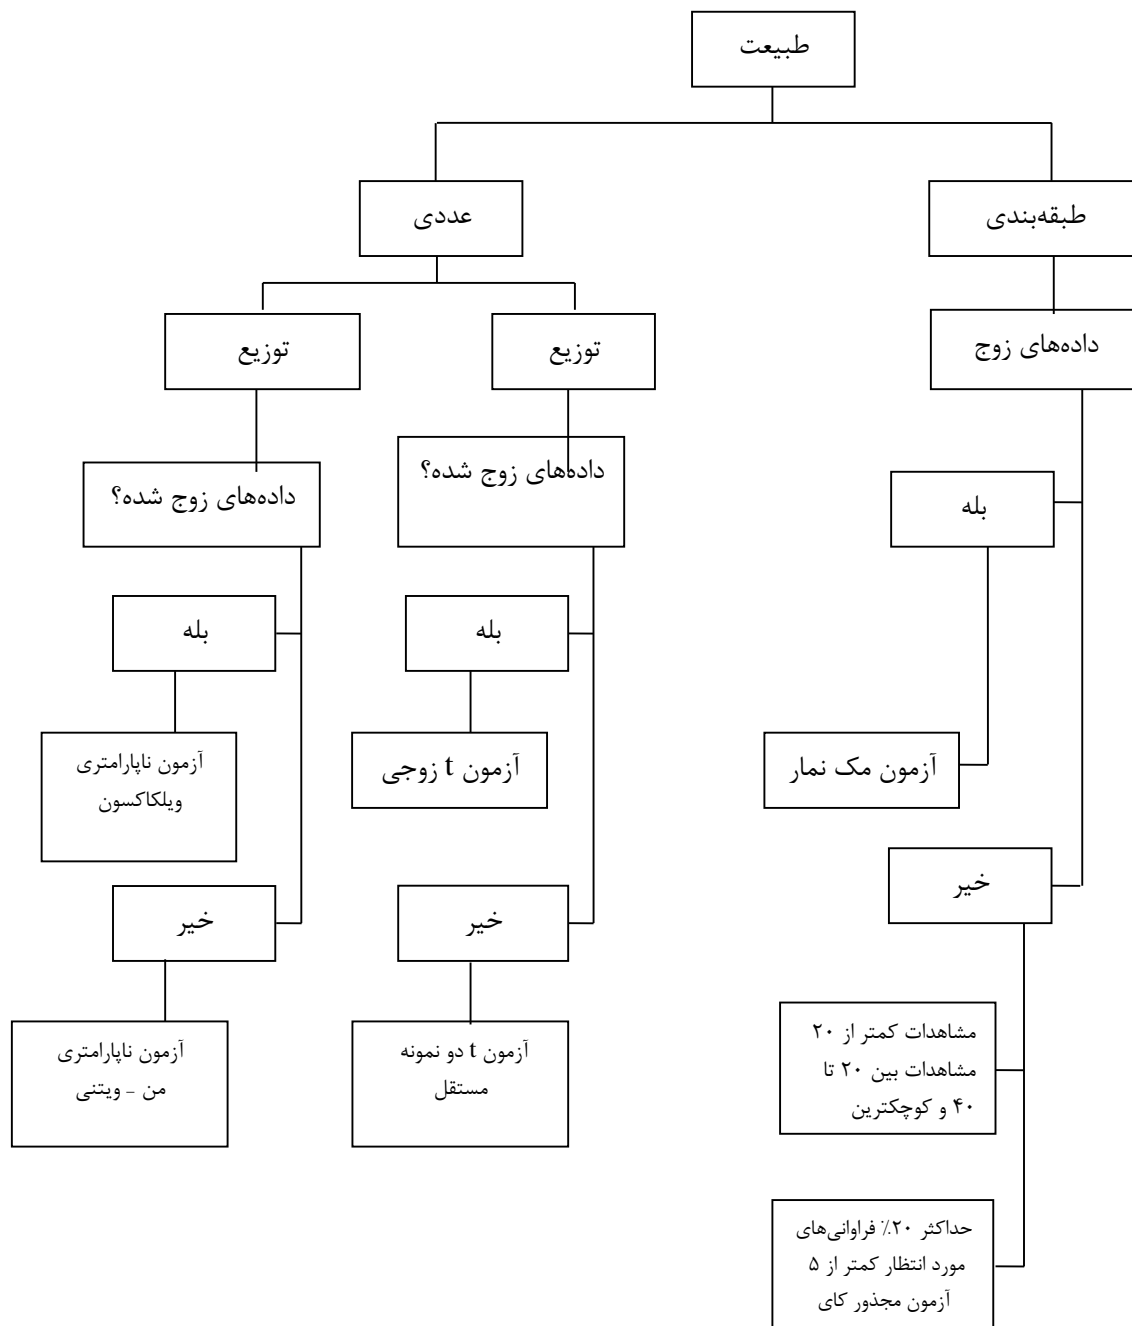 طبیعت
طبقه‌بندی
عددی
داده‌های زوج
توزیع
توزیع
داده‌های زوج شده؟
داده‌های زوج شده؟
بله
بله
بله
آزمون مک نمار
آزمون t زوجی
آزمون ناپارامتری
ویلکاکسون
خیر
خیر
خیر
مشاهدات کمتر از ۲۰
مشاهدات بین ۲۰ تا
۴۰ و کوچکترین
آزمون t دو نمونه
مستقل
آزمون ناپارامتری
من - ویتنی
حداکثر ۲۰٪ فراوانی‌های
مورد انتظار کمتر از ۵
آزمون مجذور کای